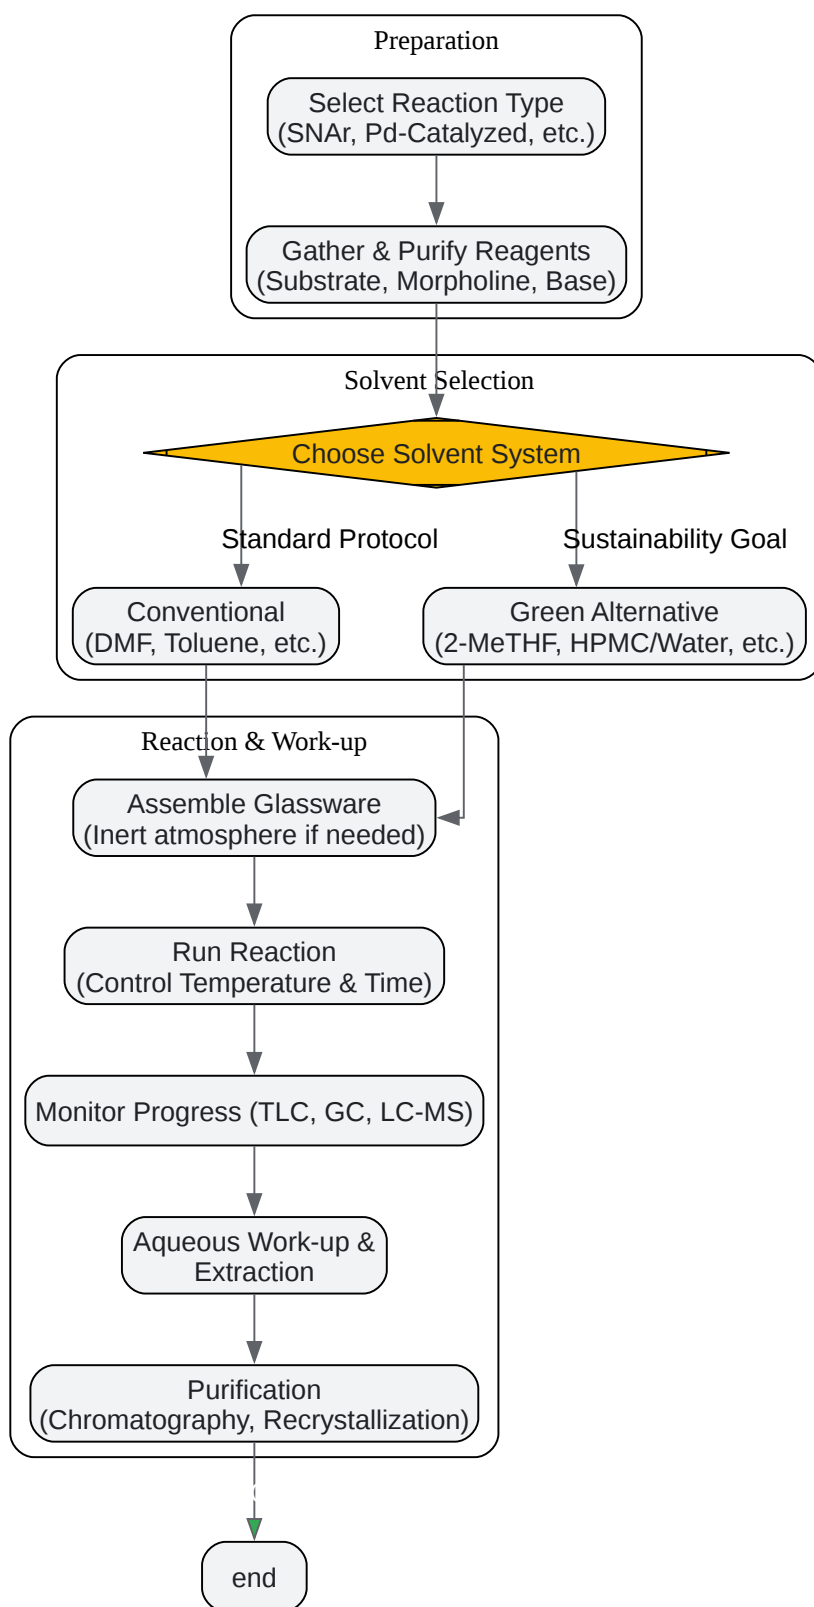 Preparation
Select Reaction Type
(SNAr, Pd-Catalyzed, etc.)
Gather & Purify Reagents
(Substrate, Morpholine, Base)
Solvent Selection
Choose Solvent System
Standard Protocol
Sustainability Goal
Conventional
(DMF, Toluene, etc.)
Green Alternative
(2-MeTHF, HPMC/Water, etc.)
Reaction & Work-up
Assemble Glassware
(Inert atmosphere if needed)
Run Reaction
(Control Temperature & Time)
Monitor Progress (TLC, GC, LC-MS)
Aqueous Work-up &
Extraction
Purification
(Chromatography, Recrystallization)
end